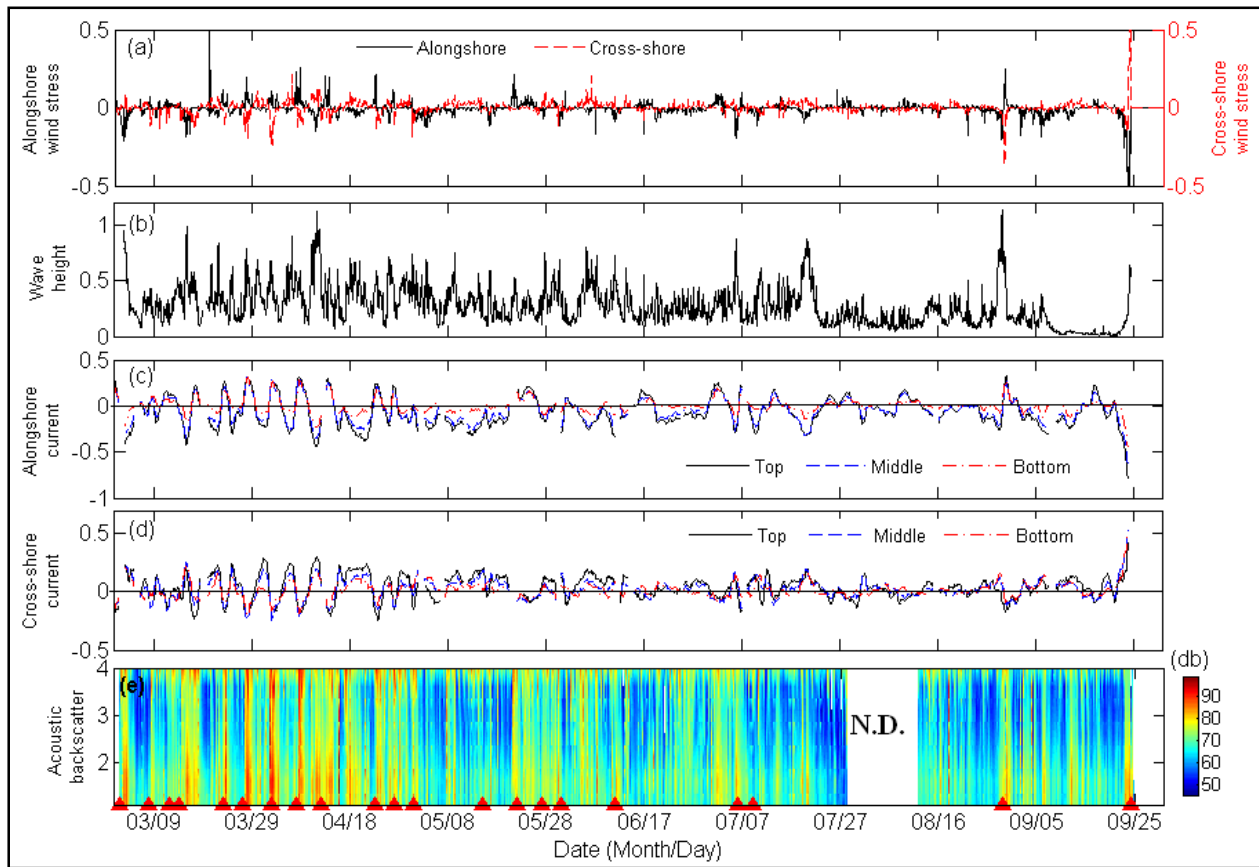 (a)
Alongshore
Cross-shore
0.5
0
-0.5
Alongshore
wind stress
0.5
0
-0.5
Cross-shore
wind stress
(b)
1
0.5
0
Wave
height
(c)
0.5
0
-0.5
-1
Alongshore
current
Top
Middle
Bottom
(d)
0.5
0
-0.5
Cross-shore
current
Top
Middle
Bottom
(e)
4
3
2
Acoustic
backscatter
N.D.
(db)
90
80
70
60
50
03/09
03/29
04/18
05/08
05/28
06/17
07/07
07/27
08/16
09/05
09/25
Date (Month/Day)